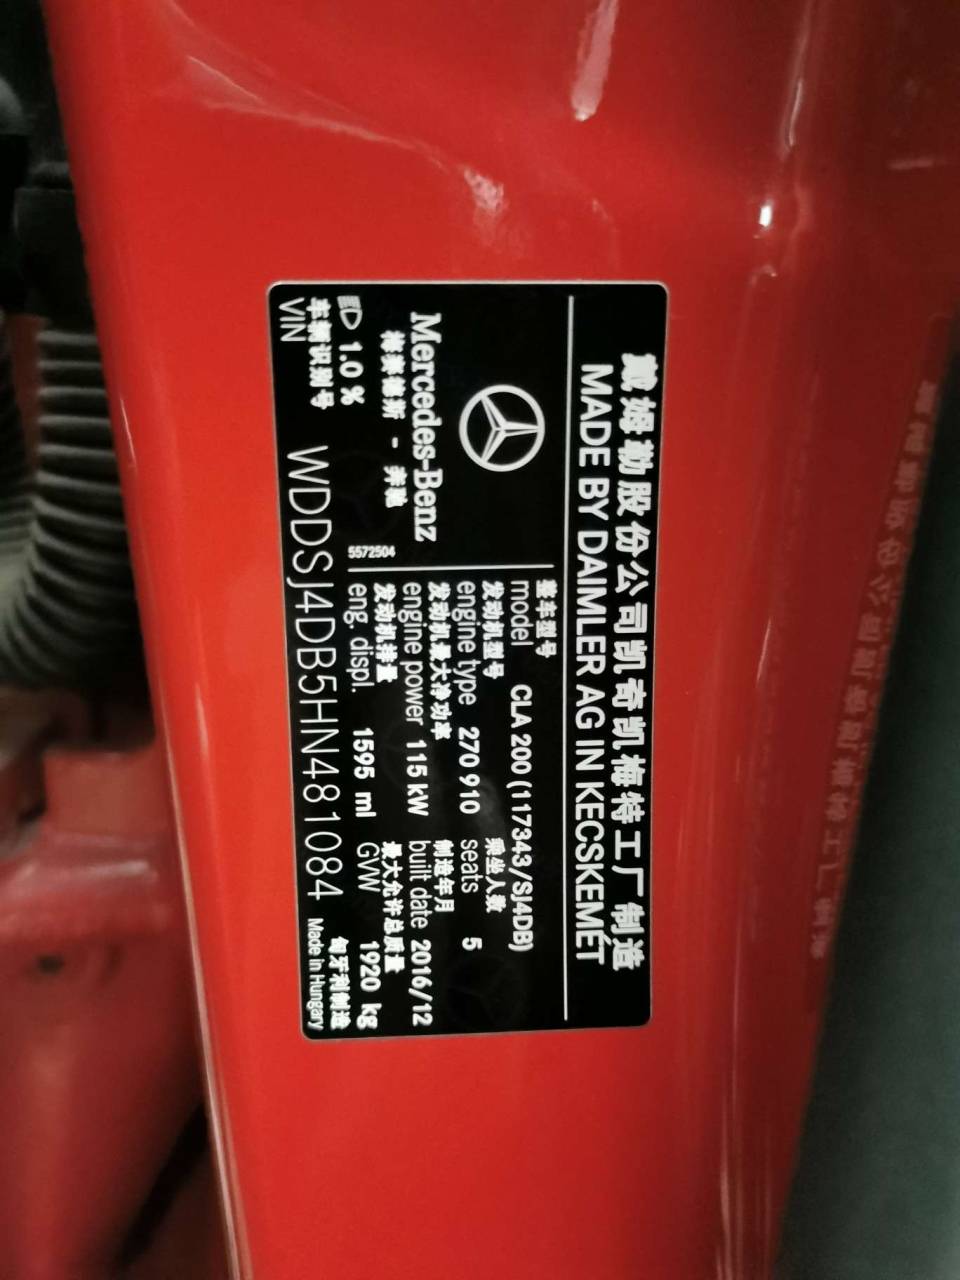 戴姆勒股份公司凯奇凯梅特工厂制造
MADE BY DAIMLER AG IN KECSKEMÉT
Mercedes-Benz
梅赛德斯 - 奔驰
1.0 %
5572504
整车型号
model CLA 200 (117343/SJ4DB)
发动机型号 乘坐人数
engine type 270 910 seats 5
发动机最大净功率 制造年月
engine power 115 kW built date 2016/12
发动机排量 最大允许总质量
eng. displ. 1595 ml GVW 1920 kg
车辆识别号 匈牙利制造
VIN WDDSJ4DB5HN481084 Made in Hungary